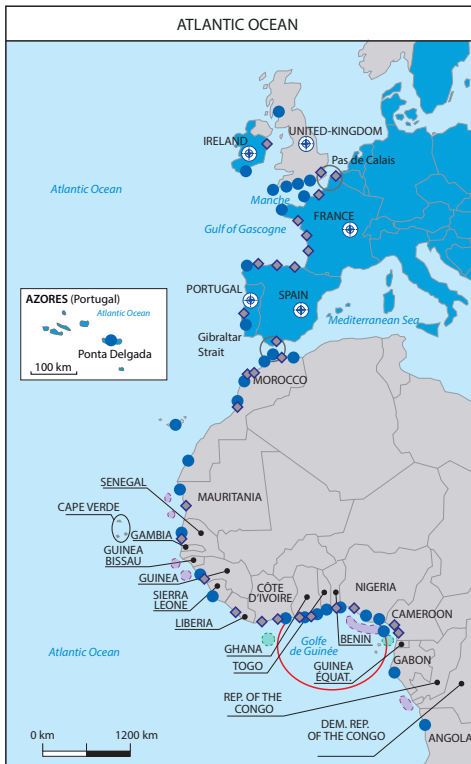 ATLANTIC OCEAN
IRELAND
UNITED-KINGDOM
Pas de Calais
Atlantic Ocean
Manche
FRANCE
Gulf of Gascogne
PORTUGAL
SPAIN
AZORES (Portugal)
Atlantic Ocean
Ponta Delgada
100 km
Mediterranean Sea
Gibraltar
Strait
MOROCCO
SENEGAL
MAURITANIA
CAPE VERDE
GAMBIA
GUINEA
BISSAU
GUINEA
SIERRA
LEONE
LIBERIA
CÔTE
D'IVOIRE
NIGERIA
CAMEROON
GHANA
TOGO
Golfe
de Guinée
BENIN
GUINEA
ÉQUAT.
GABON
Atlantic Ocean
REP. OF THE
CONGO
DEM. REP.
OF THE CONGO
ANGOLA
0 km
1200 km